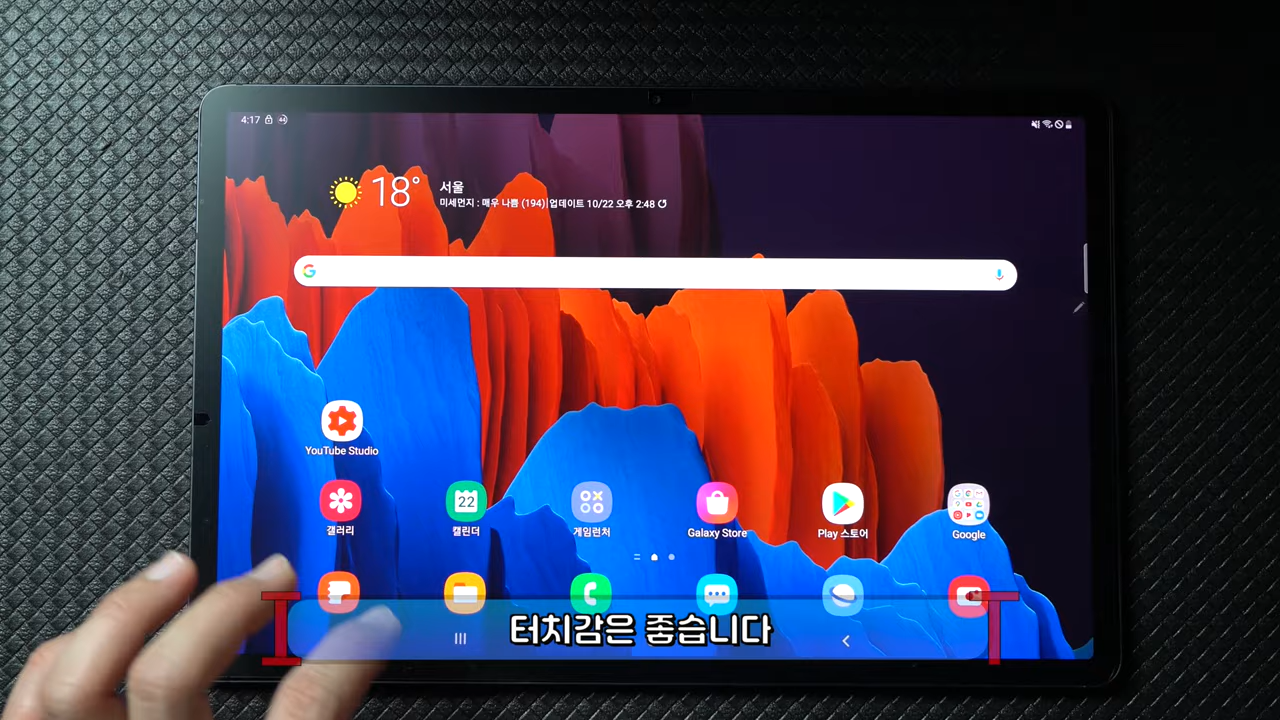 4:17
18°
서울
미세먼지 : 매우 나쁨 (194) 업데이트 10/22 오후 2:48
YouTube Studio
갤러리
22
캘린더
게임런처
Galaxy Store
Play 스토어
Google
터치감은 좋습니다